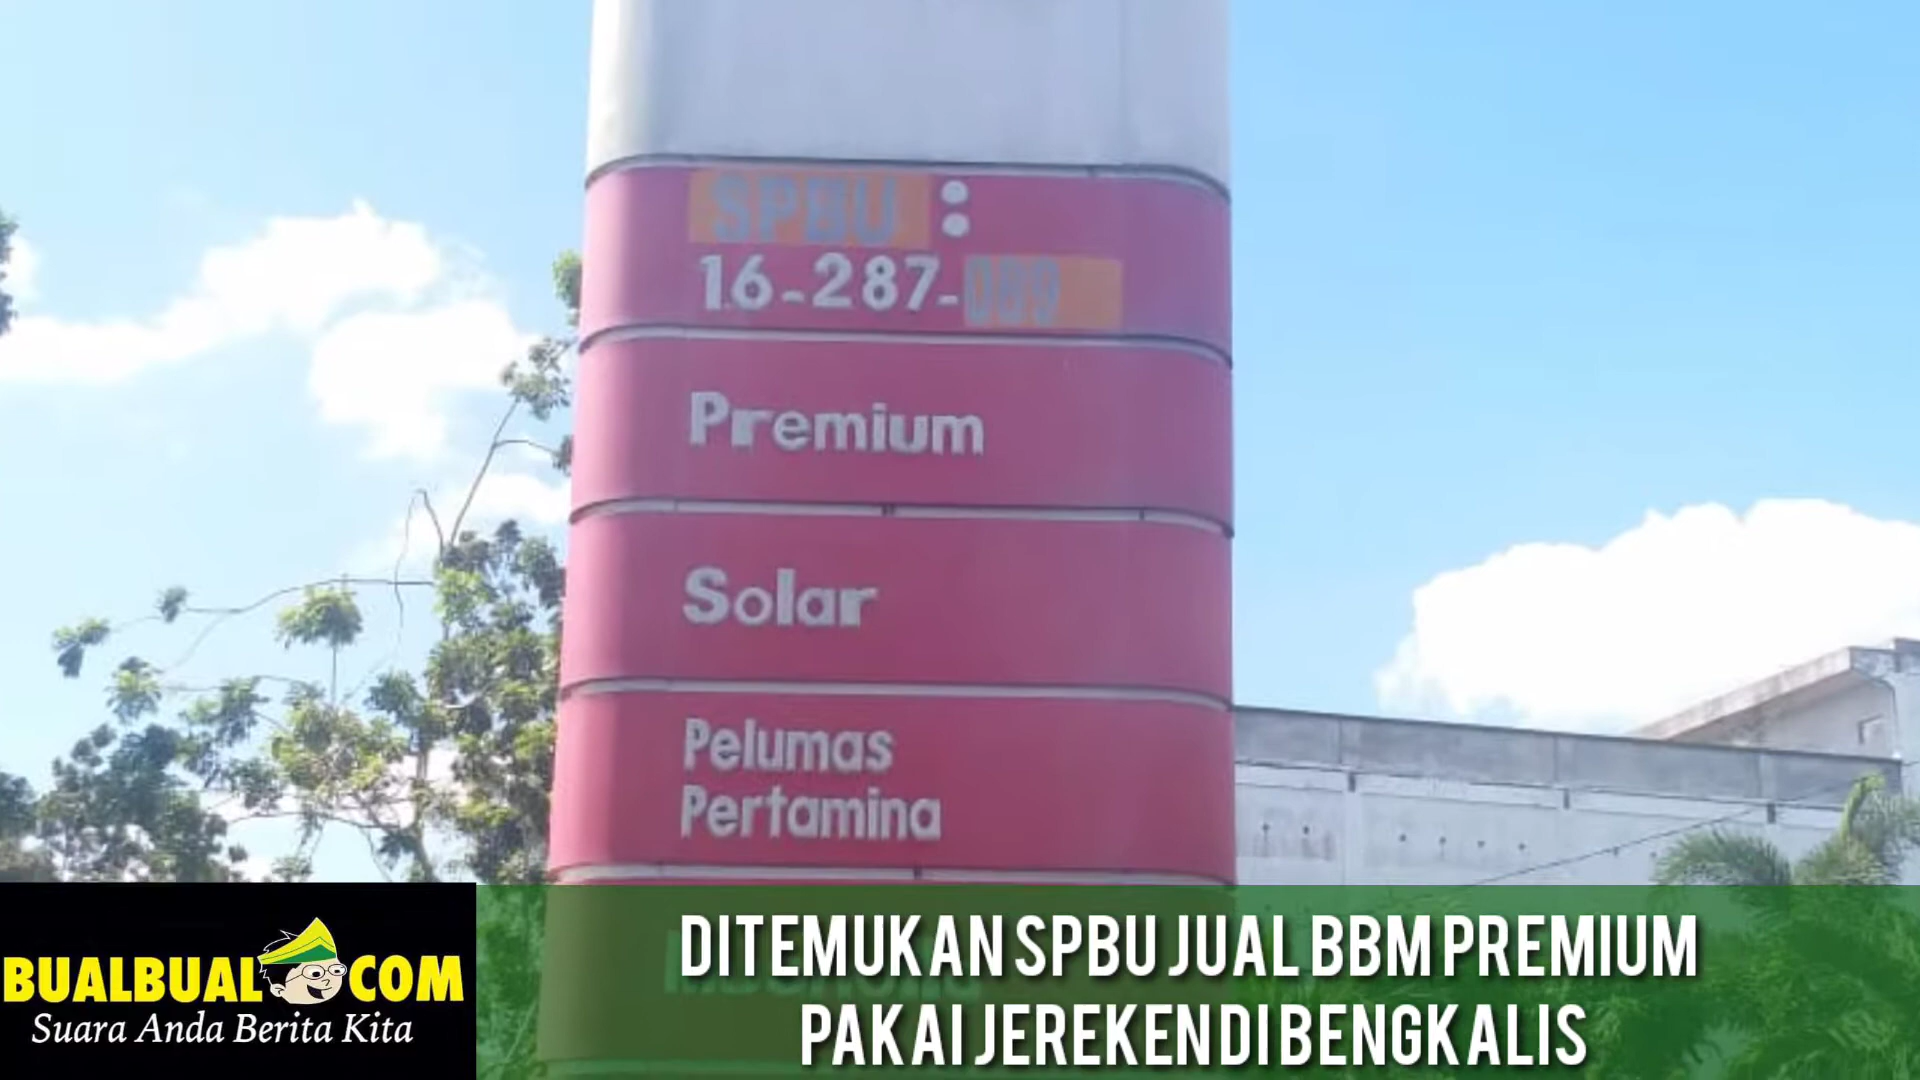 SPBU :
16-287-089
Premium
Solar
Pelumas
Pertamina
BUALBUAL COM
Suara Anda Berita Kita
DITEMUKAN SPBU JUAL BBM PREMIUM
PAKAI JEREKEN DI BENGKALIS